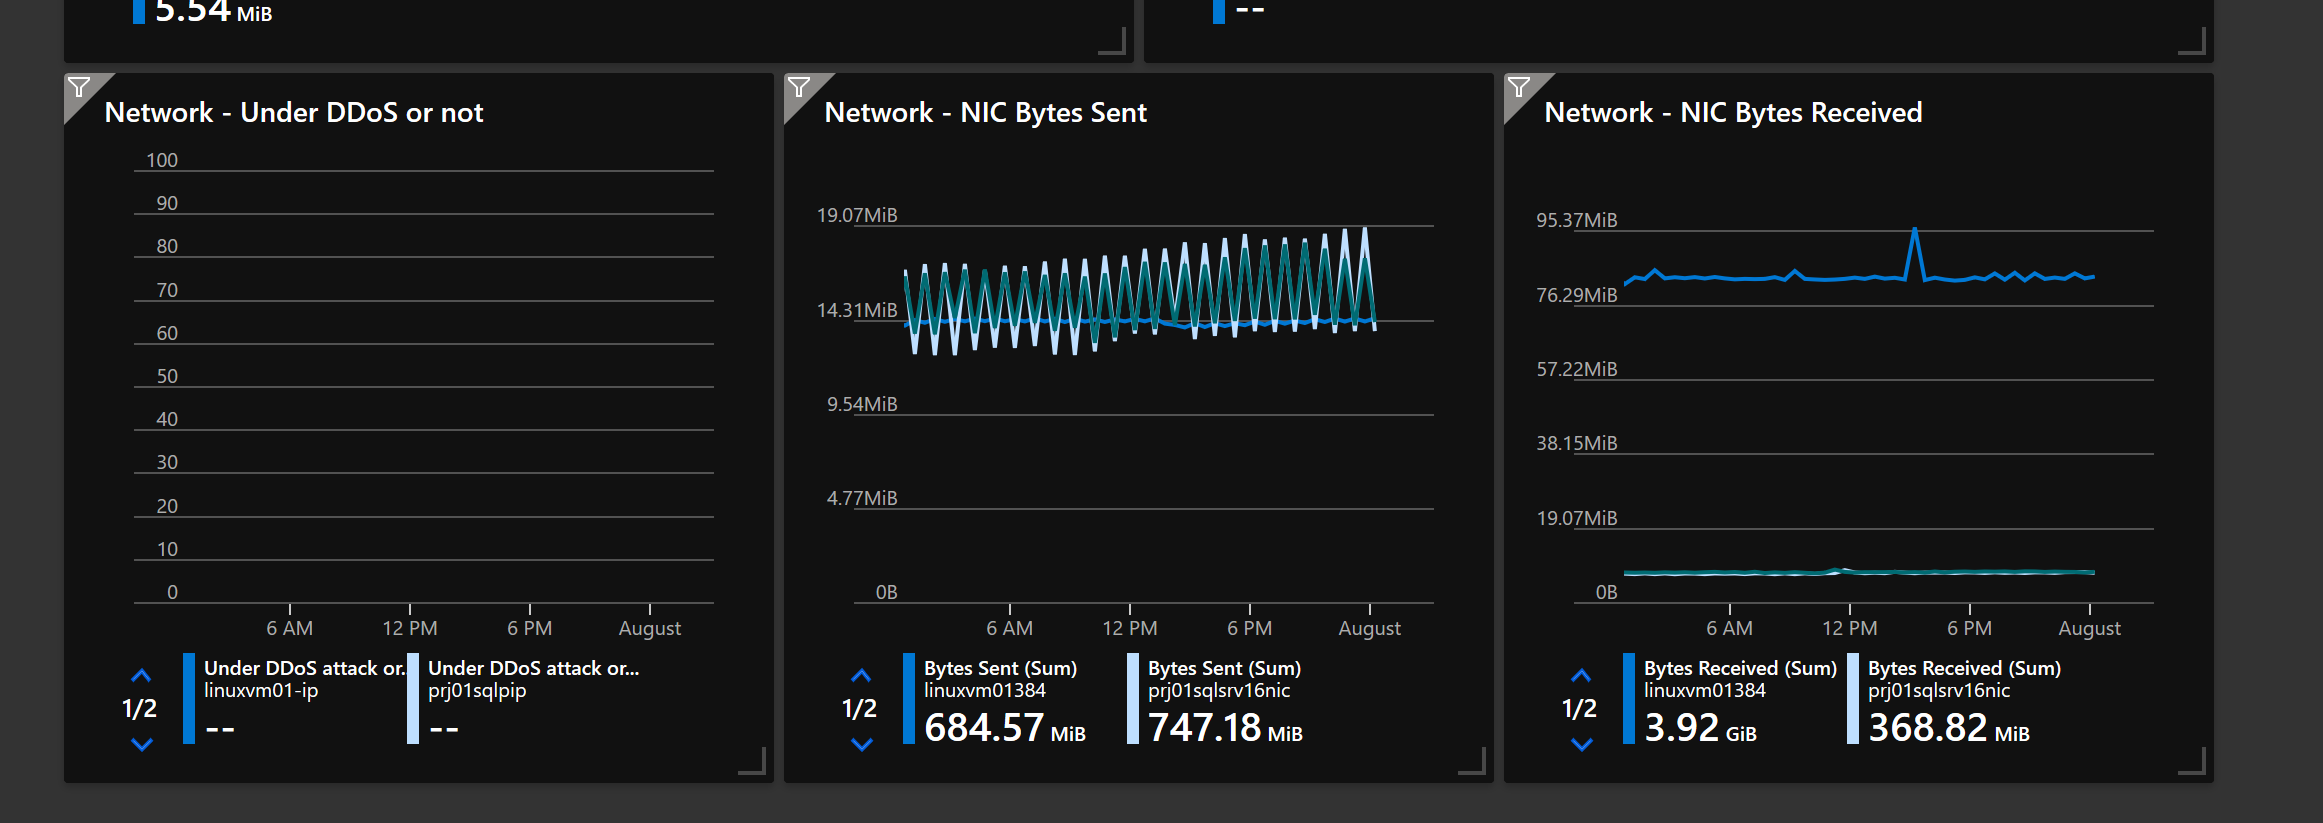 5.54 MiB
--
Network - Under DDoS or not
100
90
80
70
60
50
40
30
20
10
0
6 AM 12 PM 6 PM August
1/2
Under DDoS attack or...
linuxvm01-ip
--
Under DDoS attack or...
prj01sqlpip
--
Network - NIC Bytes Sent
19.07MiB
14.31MiB
9.54MiB
4.77MiB
0B
6 AM 12 PM 6 PM August
1/2
Bytes Sent (Sum)
linuxvm01384
684.57 MiB
Bytes Sent (Sum)
prj01sqlsrv16nic
747.18 MiB
Network - NIC Bytes Received
95.37MiB
76.29MiB
57.22MiB
38.15MiB
19.07MiB
0B
6 AM 12 PM 6 PM August
1/2
Bytes Received (Sum)
linuxvm01384
3.92 GiB
Bytes Received (Sum)
prj01sqlsrv16nic
368.82 MiB